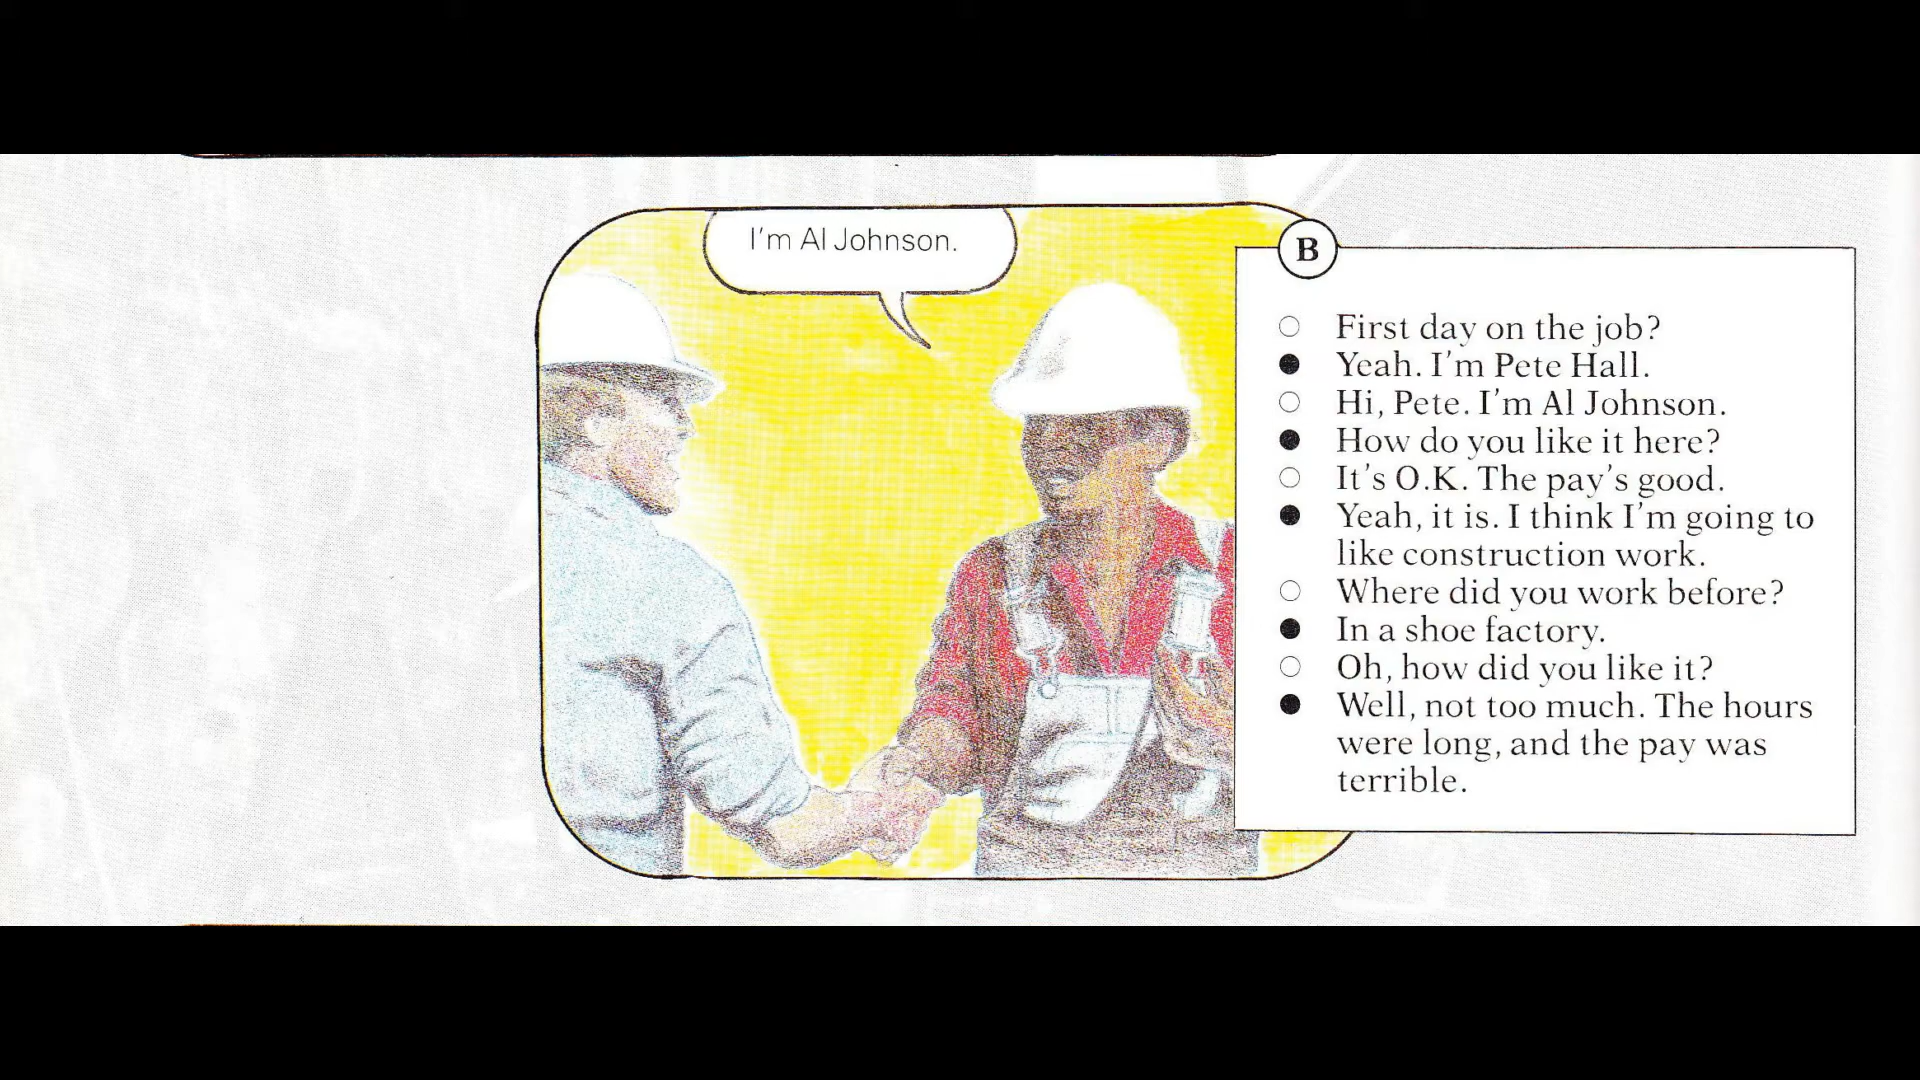 I'm Al Johnson.
B
○ First day on the job?
● Yeah. I'm Pete Hall.
○ Hi, Pete. I'm Al Johnson.
● How do you like it here?
○ It's O.K. The pay's good.
● Yeah, it is. I think I'm going to
like construction work.
○ Where did you work before?
● In a shoe factory.
○ Oh, how did you like it?
● Well, not too much. The hours
were long, and the pay was
terrible.